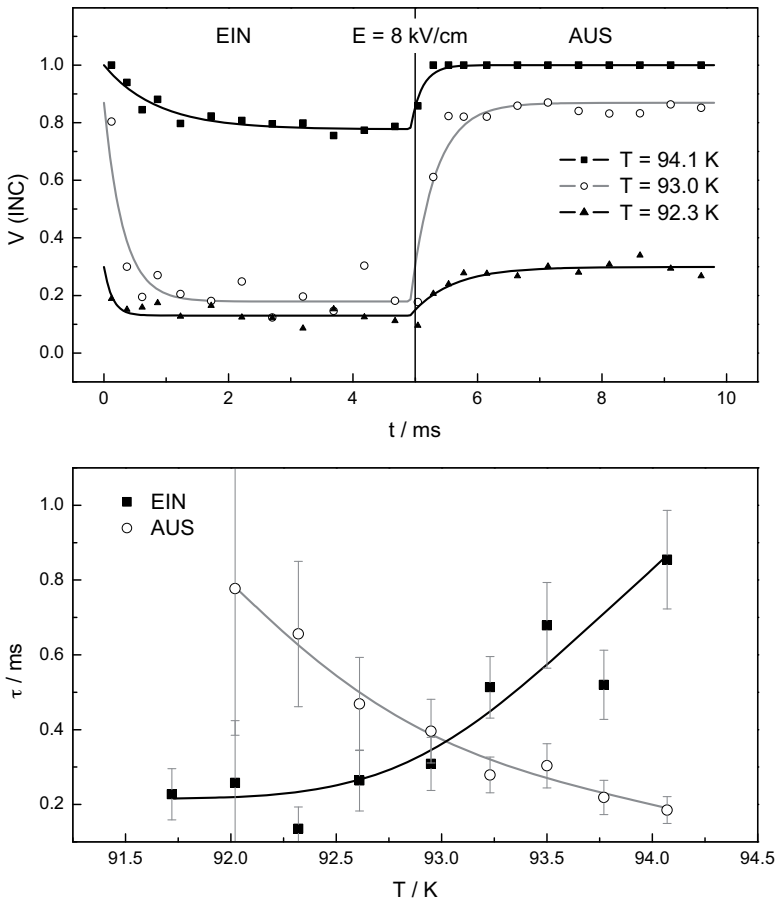 EIN E = 8 kV/cm AUS
1.0
0.8
0.6
0.4
0.2
0.0
V (INC)
T = 94.1 K
T = 93.0 K
T = 92.3 K
0 2 4 6 8 10
t / ms
EIN
AUS
1.0
0.8
0.6
0.4
0.2
τ / ms
91.5 92.0 92.5 93.0 93.5 94.0 94.5
T / K